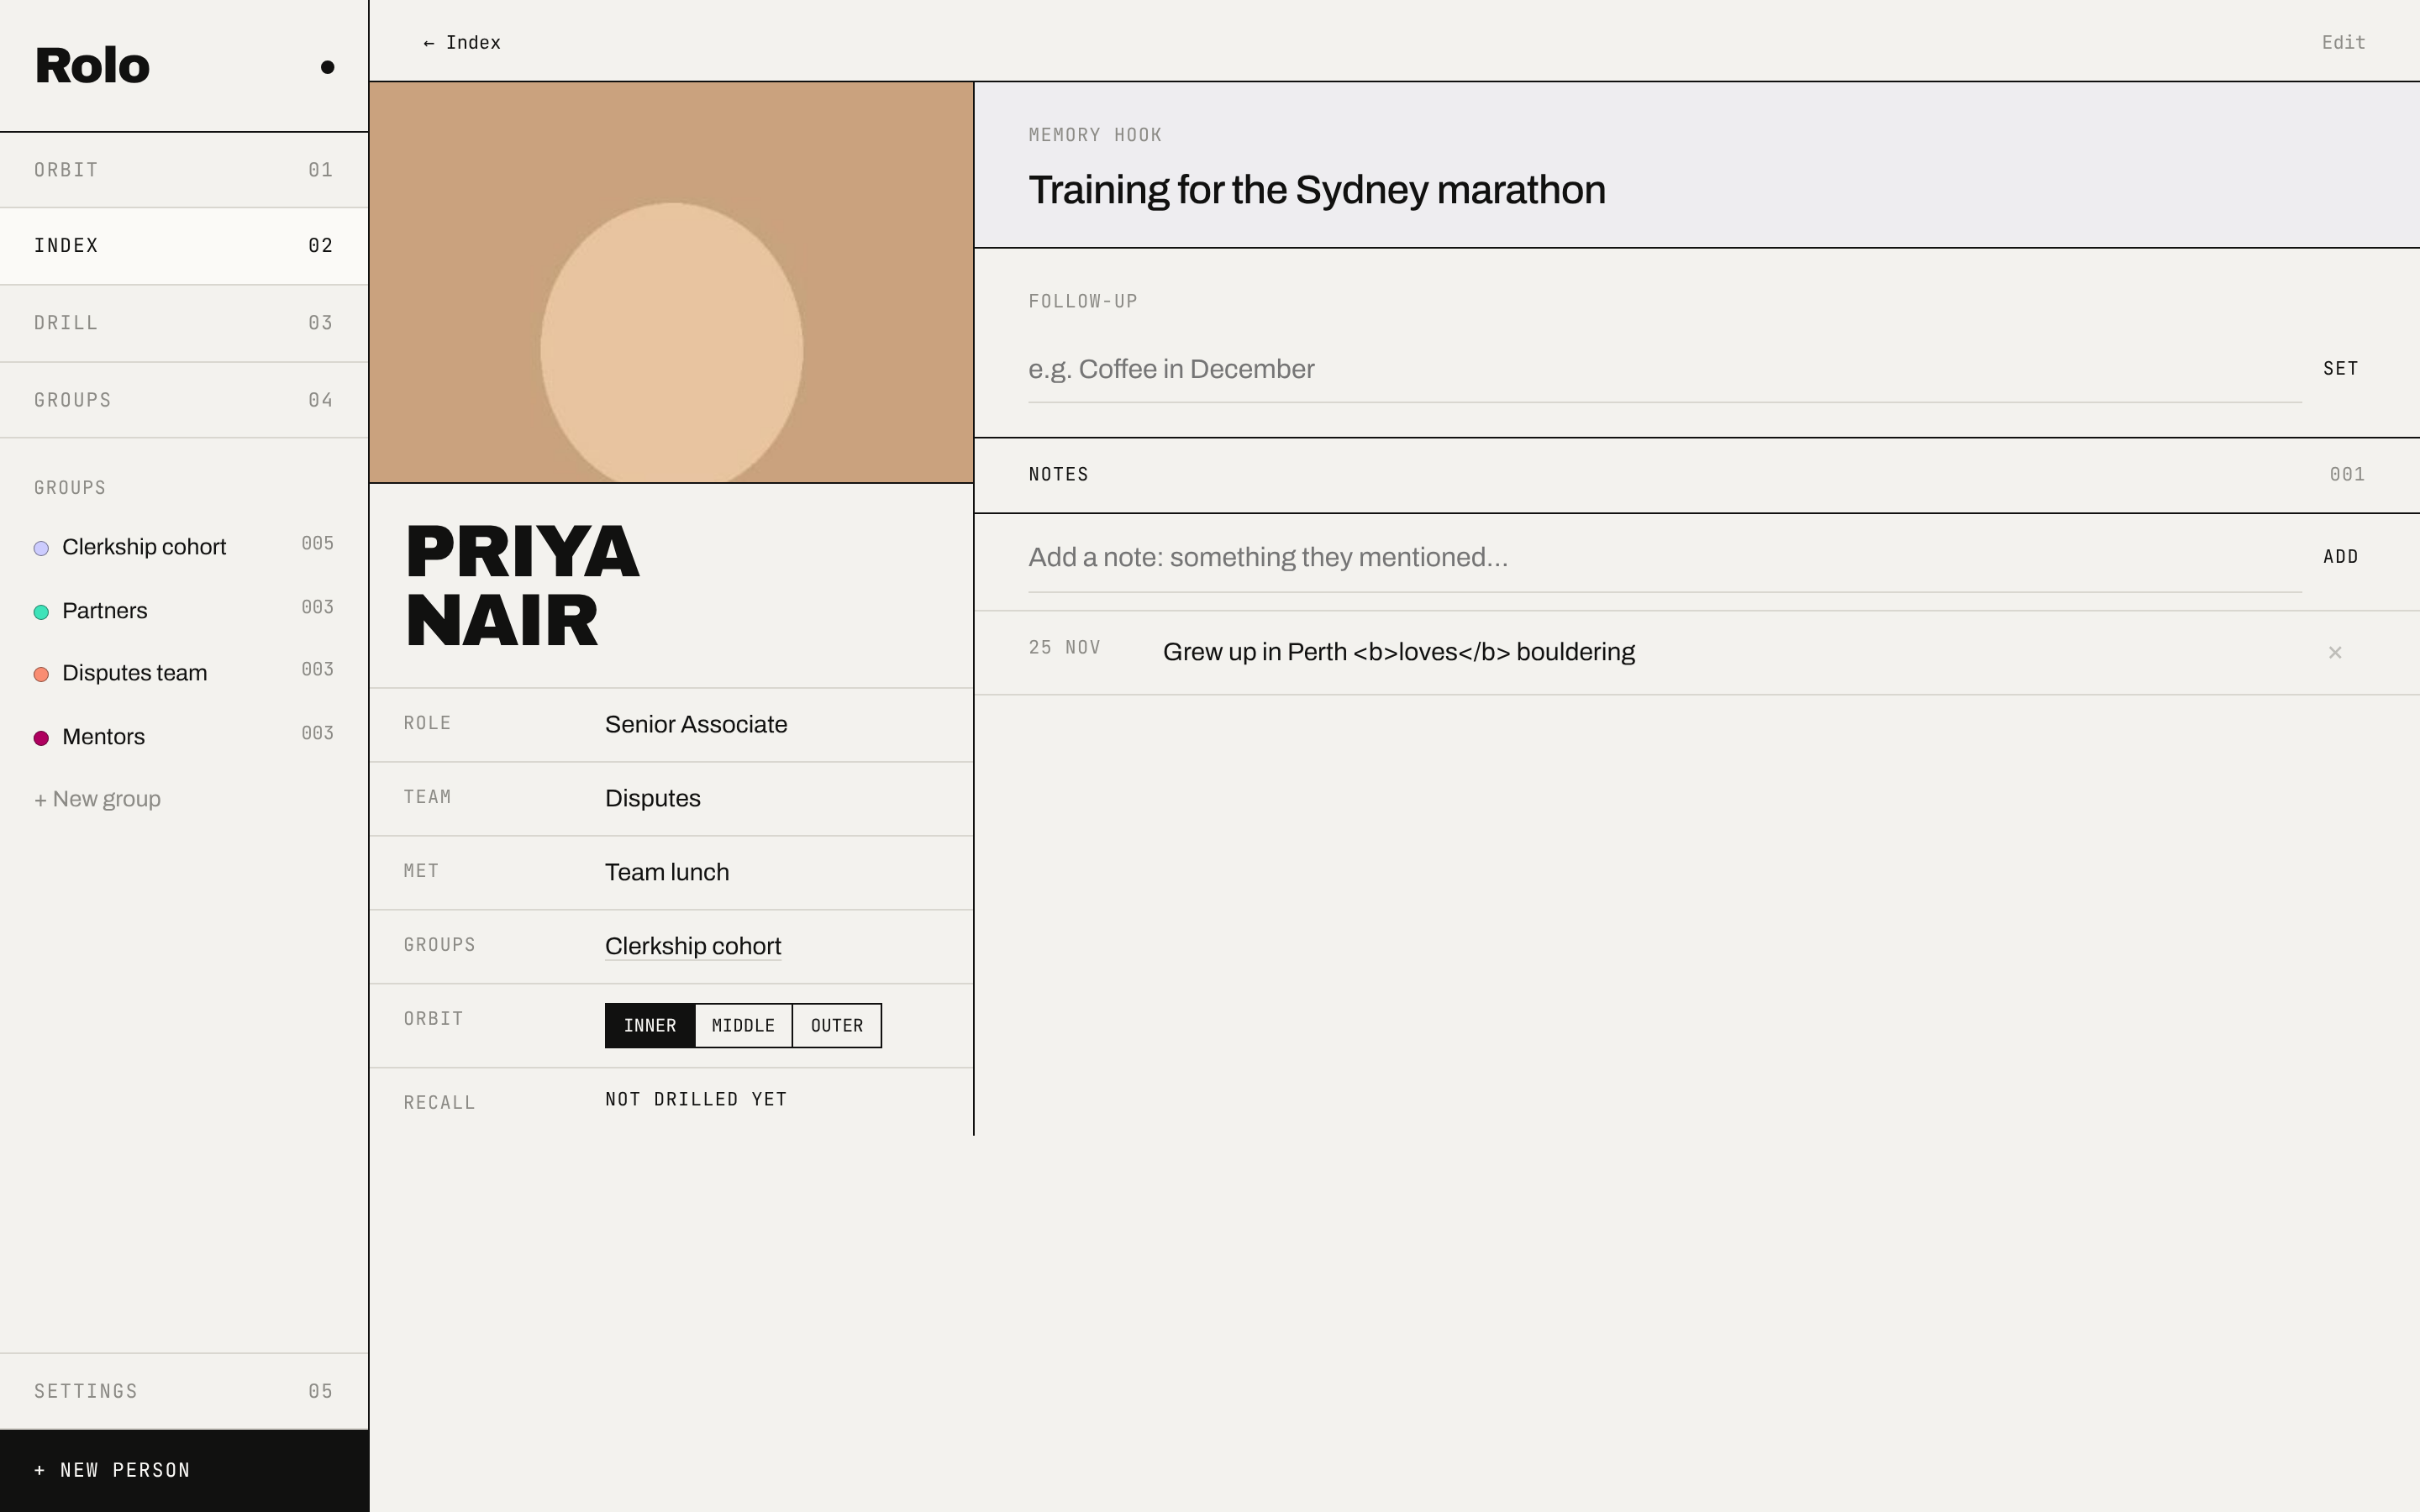 Rolo
ORBIT 01
INDEX 02
DRILL 03
GROUPS 04
GROUPS
Clerkship cohort 005
Partners 003
Disputes team 003
Mentors 003
+ New group
SETTINGS 05
+ NEW PERSON
← Index
Edit
PRIYA
NAIR
ROLE Senior Associate
TEAM Disputes
MET Team lunch
GROUPS Clerkship cohort
ORBIT INNER MIDDLE OUTER
RECALL NOT DRILLED YET
MEMORY HOOK
Training for the Sydney marathon
FOLLOW-UP
e.g. Coffee in December SET
NOTES 001
Add a note: something they mentioned... ADD
25 NOV Grew up in Perth <b>loves</b> bouldering ×